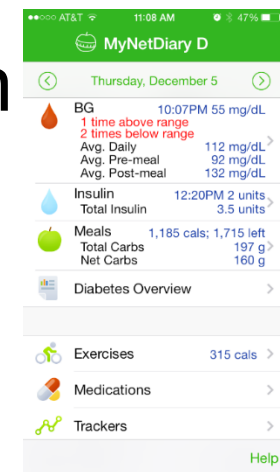 AT&T 11:08 AM 47%
MyNetDiary D
Thursday, December 5
BG 10:07PM 55 mg/dL
1 time above range
2 times below range
Avg. Daily 112 mg/dL
Avg. Pre-meal 92 mg/dL
Avg. Post-meal 132 mg/dL
Insulin 12:20PM 2 units
Total Insulin 3.5 units
Meals 1,185 cals; 1,715 left
Total Carbs 197 g
Net Carbs 160 g
Diabetes Overview
Exercises 315 cals
Medications
Trackers
Help